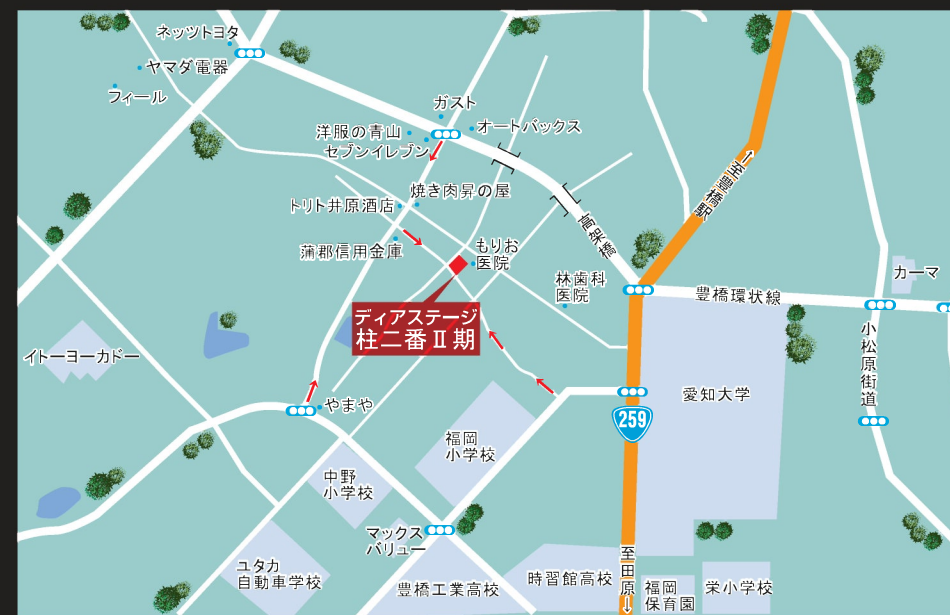 ネッツトヨタ
ヤマダ電器
フィール
ガスト
洋服の青山
オートバックス
セブンイレブン
焼き肉昇の屋
トリト井原酒店
蒲郡信用金庫
もりお
医院
高架橋
↑至豊橋駅
林歯科
医院
豊橋環状線
カーマ
ディアステージ
柱二番Ⅱ期
イトーヨーカドー
小松原街道
やまや
愛知大学
259
福岡
小学校
中野
小学校
マックス
バリュー
ユタカ
自動車学校
豊橋工業高校
時習館高校
至田原↓
福岡
保育園
栄小学校